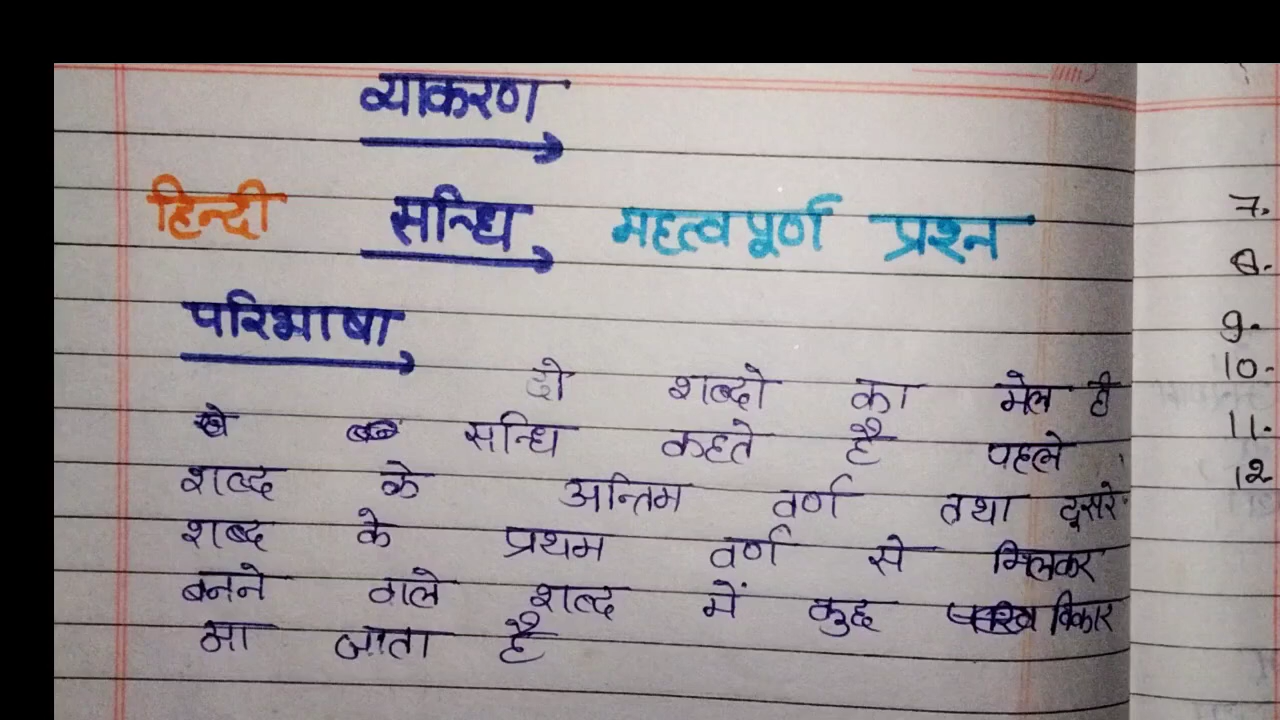 व्याकरण
हिन्दी सन्धि महत्वपूर्ण प्रश्न
परिभाषा
दो शब्दो का मेल ही
सन्धि कहते है पहले
शब्द के अन्तिम वर्ण तथा दूसरे
शब्द के प्रथम वर्ण से मिलकर
बनने वाले शब्द में कुछ विकार
आ जाता है
7.
8.
9.
10.
11.
12